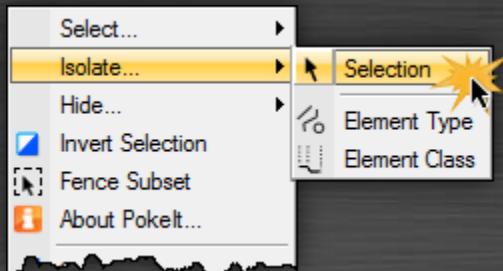 Select...
Isolate...
Hide...
Invert Selection
Fence Subset
About PokeIt...
Selection
Element Type
Element Class